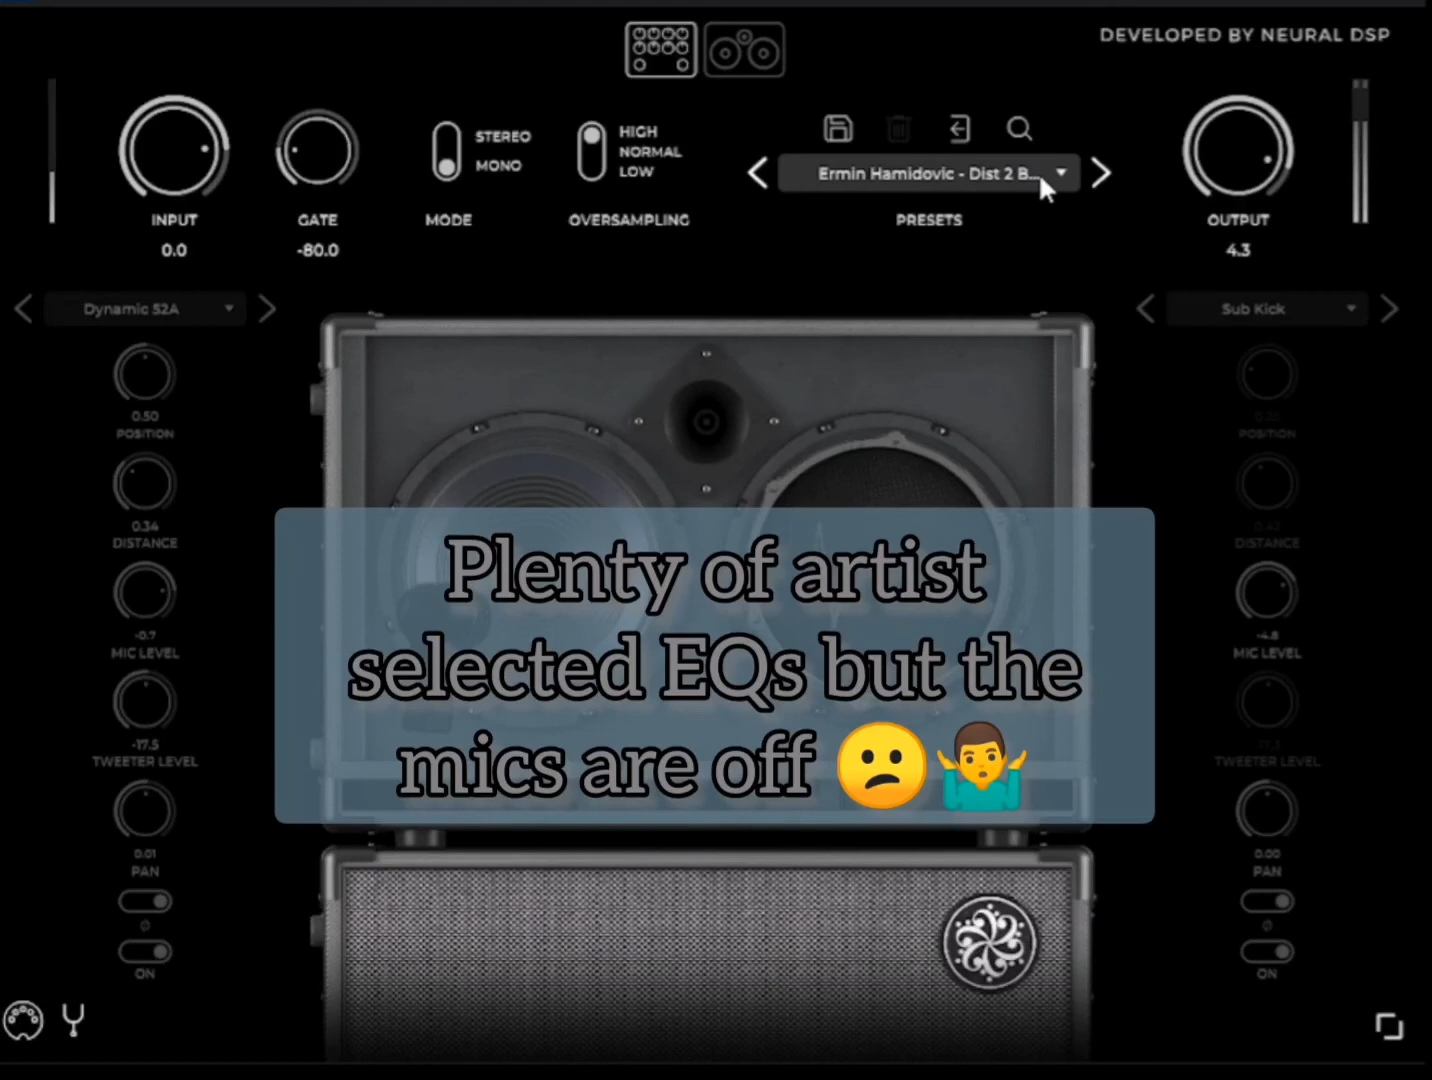 DEVELOPED BY NEURAL DSP
STEREO
MONO
HIGH
NORMAL
LOW
Ermin Hamidovic - Dist 2 B...
INPUT
0.0
GATE
-80.0
MODE
OVERSAMPLING
PRESETS
OUTPUT
4.3
Dynamic 52A
Sub Kick
0.50
POSITION
POSITION
0.34
DISTANCE
0.42
DISTANCE
Plenty of artist
selected EQs but the
mics are off 😕🤷‍♂️
-0.7
MIC LEVEL
-4.8
MIC LEVEL
-17.5
TWEETER LEVEL
TWEETER LEVEL
0.01
PAN
0.00
PAN
Ø
ON
Ø
ON